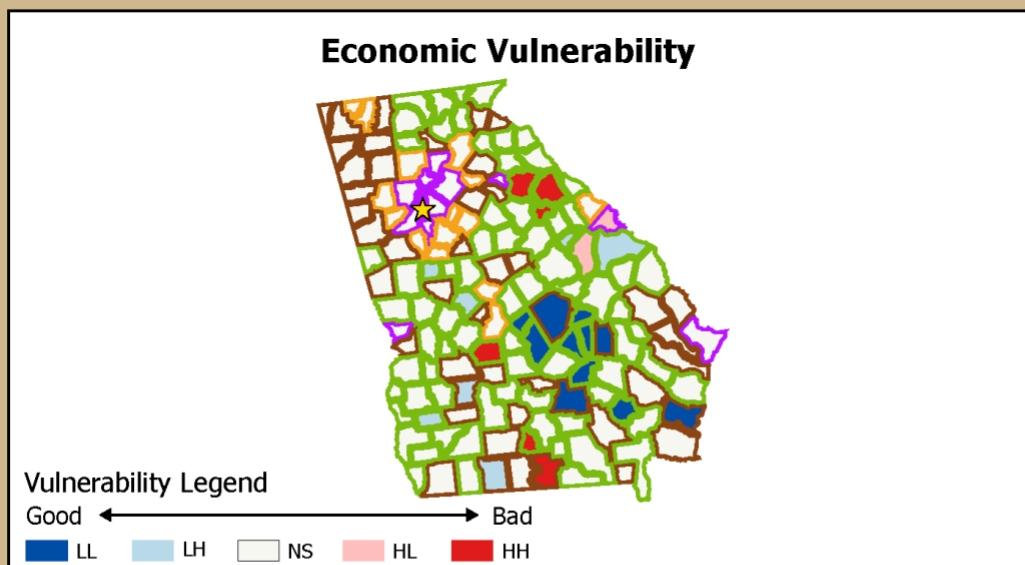 Economic Vulnerability
Vulnerability Legend
Good Bad
LL LH NS HL HH